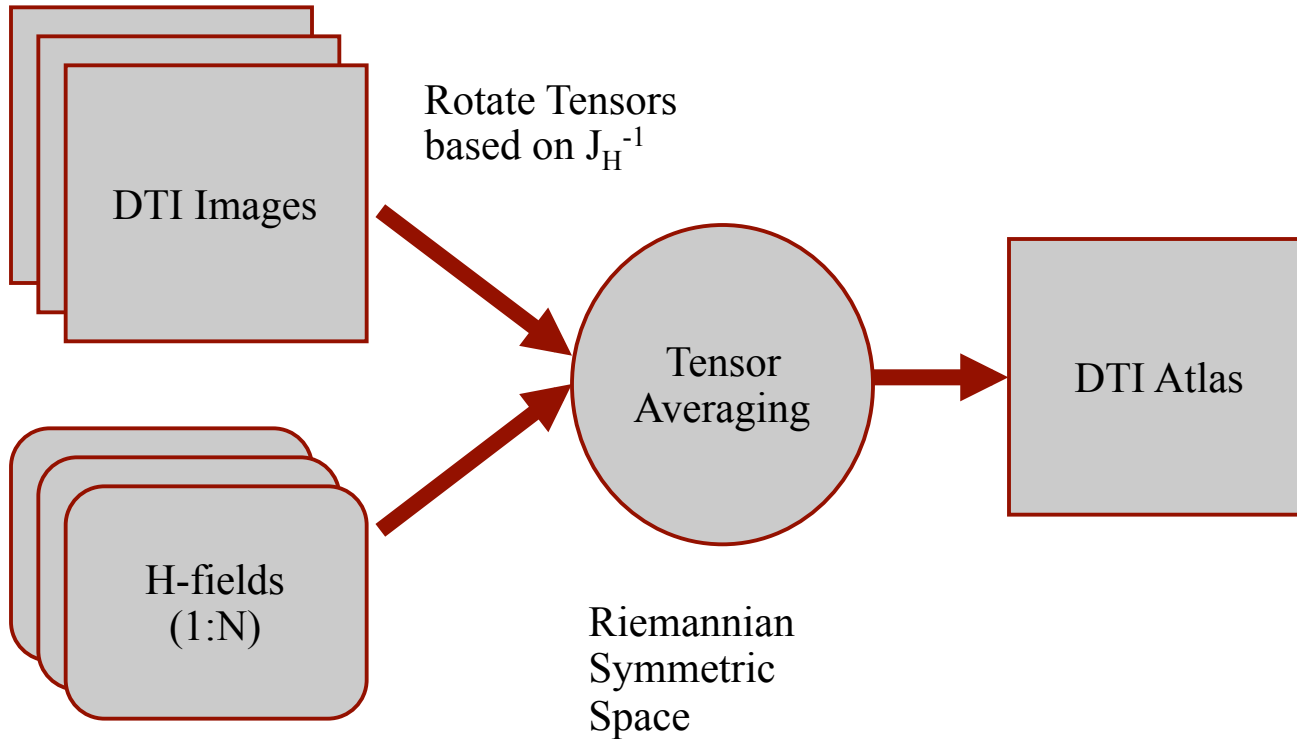 Rotate Tensors
based on J_H^-1
DTI Images
Tensor
Averaging
DTI Atlas
H-fields
(1:N)
Riemannian
Symmetric
Space